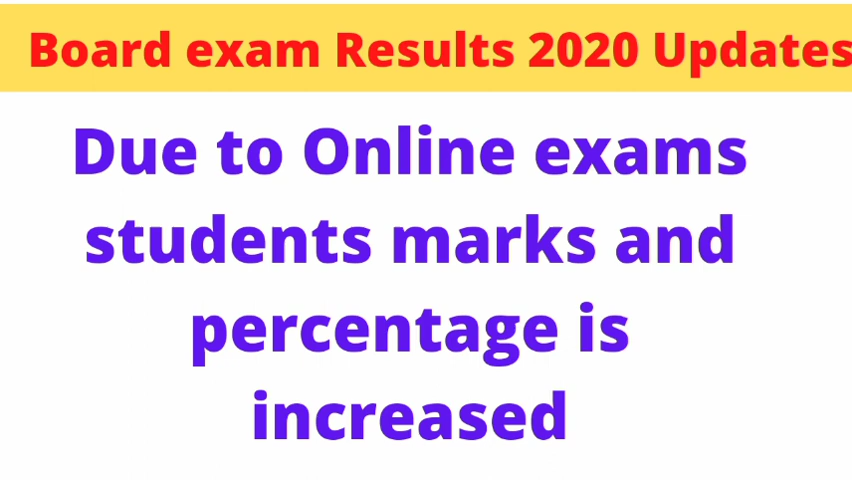 Board exam Results 2020 Updates
Due to Online exams
students marks and
percentage is
increased